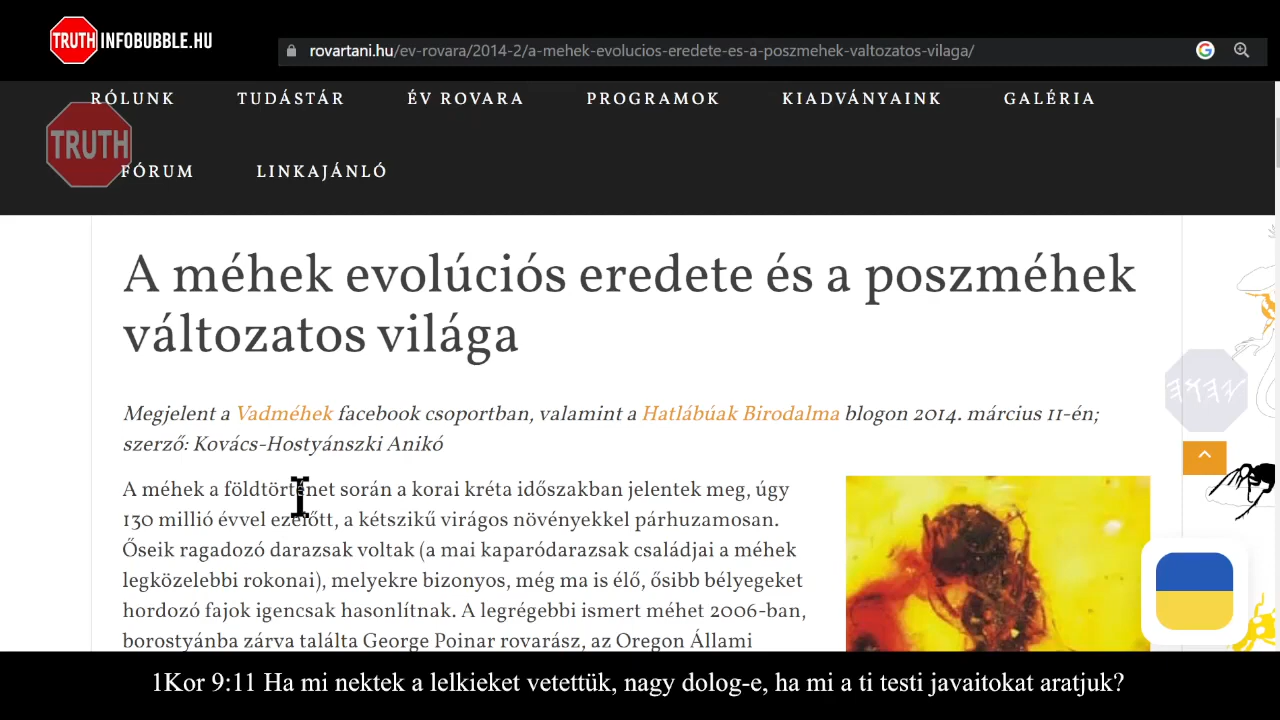 TRUTH INFOBUBBLE.HU
rovartani.hu/ev-rovara/2014-2/a-mehek-evolucios-eredete-es-a-poszmehek-valtozatos-vilaga/
RÓLUNK TUDÁSTÁR ÉV ROVARA PROGRAMOK KIADVÁNYAINK GALÉRIA
TRUTH
FÓRUM LINKAJÁNLÓ
A méhek evolúciós eredete és a poszméhek
változatos világa
Megjelent a Vadméhek facebook csoportban, valamint a Hatlábúak Birodalma blogon 2014. március 11-én;
szerző: Kovács-Hostyánszki Anikó
A méhek a földtörténet során a korai kréta időszakban jelentek meg, úgy
130 millió évvel ezelőtt, a kétszikű virágos növényekkel párhuzamosan.
Őseik ragadozó darazsak voltak (a mai kaparódarazsak családjai a méhek
legközelebbi rokonai), melyekre bizonyos, még ma is élő, ősibb bélyegeket
hordozó fajok igencsak hasonlítnak. A legrégebbi ismert méhet 2006-ban,
borostyánba zárva találta George Poinar rovarász, az Oregon Állami
1Kor 9:11 Ha mi nektek a lelkieket vetettük, nagy dolog-e, ha mi a ti testi javaitokat aratjuk?